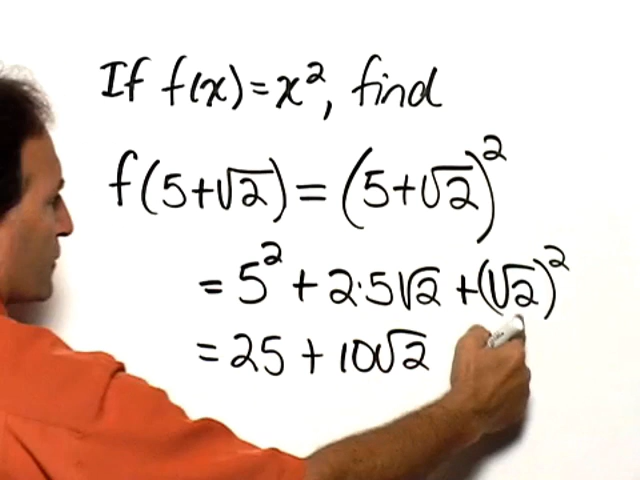 If f(x)=x², find
f(5+√2)=(5+√2)²
= 5² + 2·5√2 +(√2)²
= 25 + 10√2